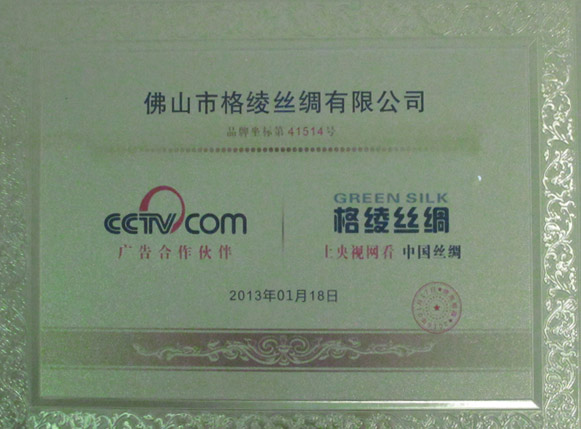 佛山市格绫丝绸有限公司
品牌坐标第41514号
CCTV.com
广告合作伙伴
GREEN SILK
格绫丝绸
上央视网看 中国丝绸
2013年01月18日